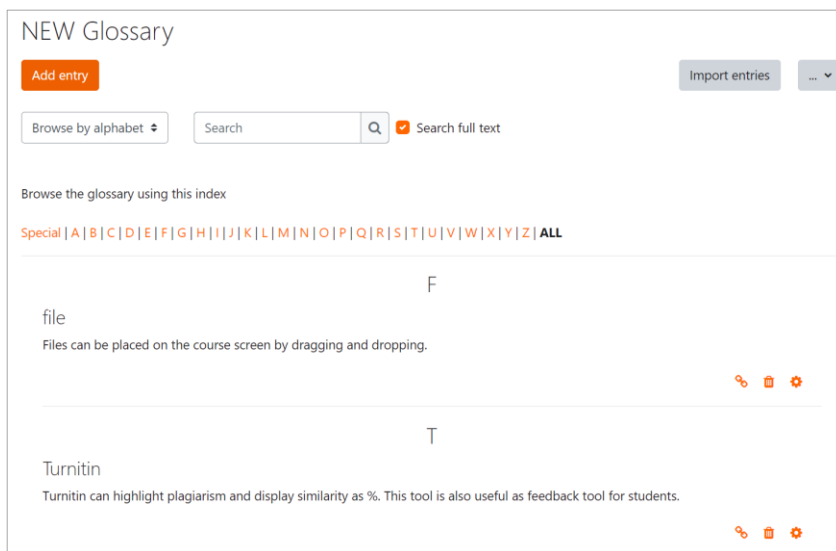 NEW Glossary
Add entry
Import entries
...
Browse by alphabet
Search
Search full text
Browse the glossary using this index
Special | A | B | C | D | E | F | G | H | I | J | K | L | M | N | O | P | Q | R | S | T | U | V | W | X | Y | Z | ALL
F
file
Files can be placed on the course screen by dragging and dropping.
T
Turnitin
Turnitin can highlight plagiarism and display similarity as %. This tool is also useful as feedback tool for students.